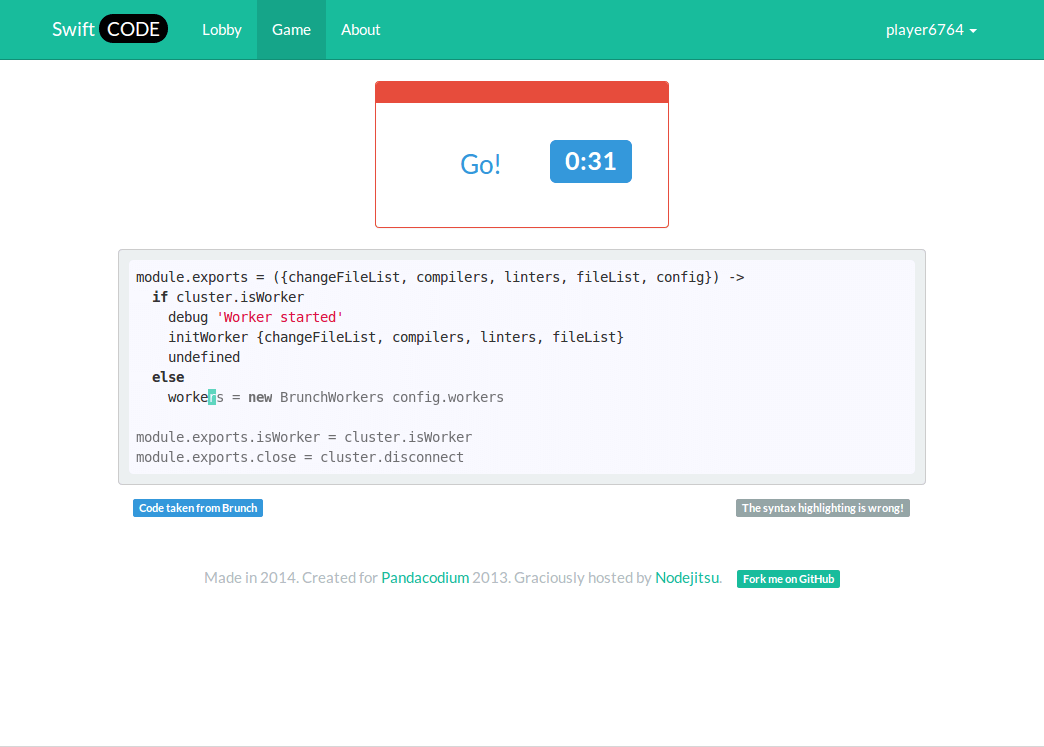 Swift CODE Lobby Game About player6764
Go! 0:31
module.exports = ({changeFileList, compilers, linters, fileList, config}) ->
  if cluster.isWorker
    debug 'Worker started'
    initWorker {changeFileList, compilers, linters, fileList}
    undefined
  else
    workers = new BrunchWorkers config.workers
module.exports.isWorker = cluster.isWorker
module.exports.close = cluster.disconnect
Code taken from Brunch The syntax highlighting is wrong!
Made in 2014. Created for Pandacodium 2013. Graciously hosted by Nodejitsu. Fork me on GitHub